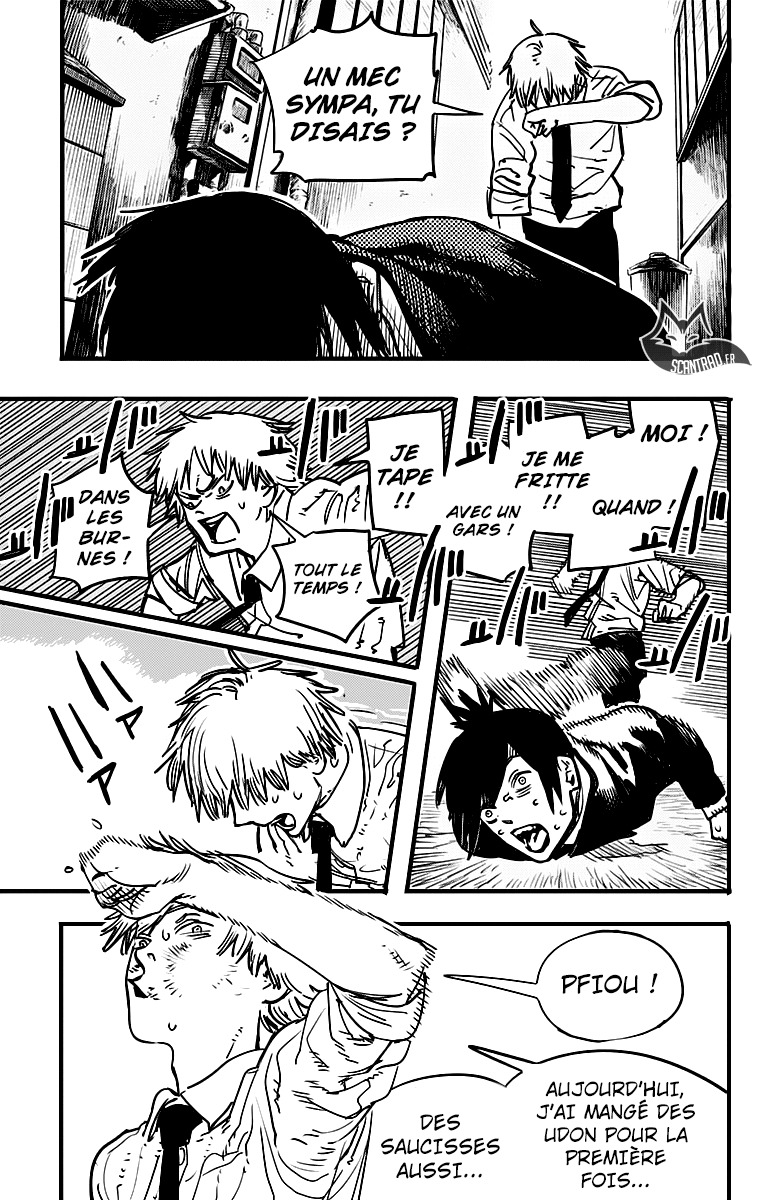 UN MEC
SYMPA, TU
DISAIS ?
SCANTRAD.FR
MOI !
QUAND !
JE ME
FRITTE
!!
AVEC UN
GARS !
JE
TAPE
!!
TOUT LE
TEMPS !
DANS
LES
BUR-
NES !
PFIOU !
AUJOURD'HUI,
J'AI MANGÉ DES
UDON POUR LA
PREMIÈRE
FOIS...
DES
SAUCISSES
AUSSI...